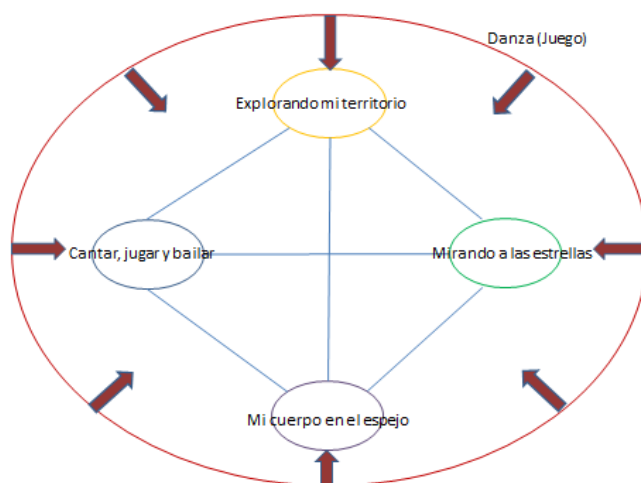 Danza (Juego)
Explorando mi territorio
Cantar, jugar y bailar
Mirando a las estrellas
Mi cuerpo en el espejo